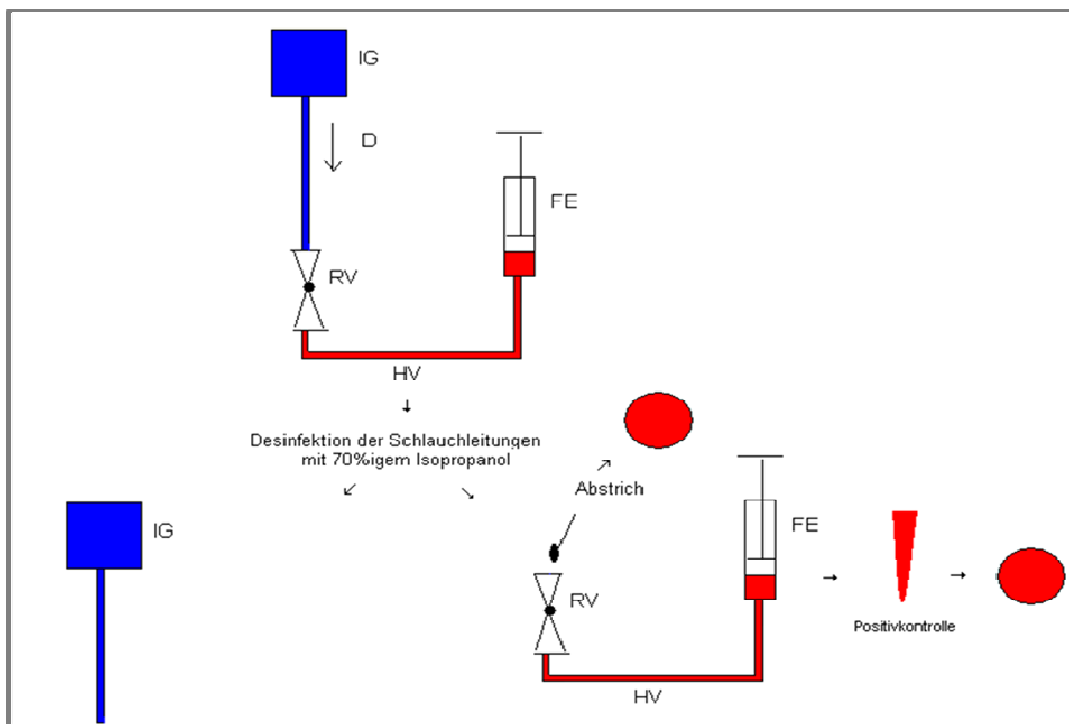 IG
D
FE
RV
HV
Desinfektion der Schlauchleitungen
mit 70%igem Isopropanol
Abstrich
IG
FE
RV
Positivkontrolle
HV